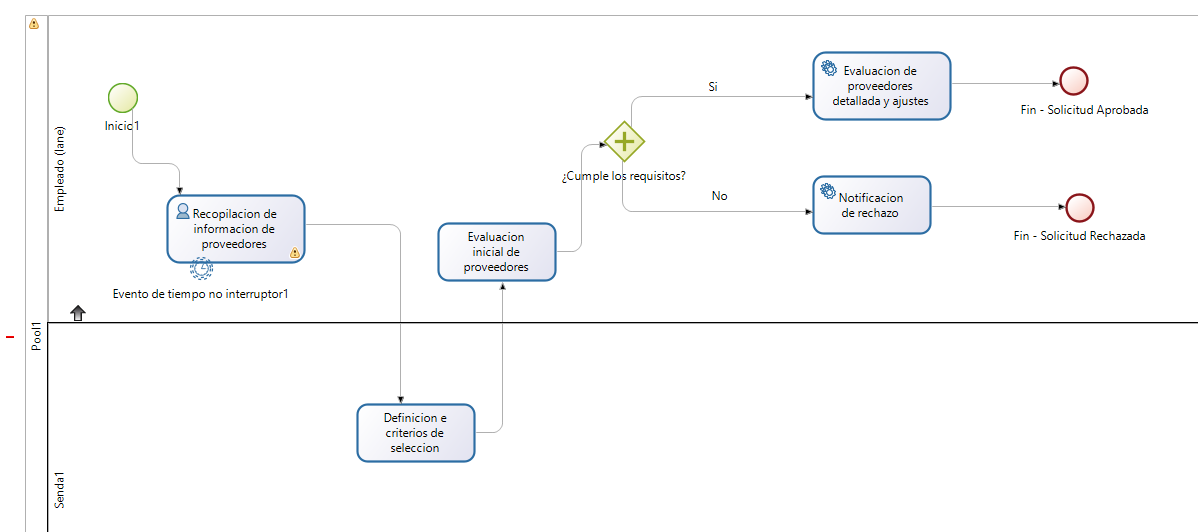 Pool1
Empleado (lane)
Inicio1
Recopilacion de
informacion de
proveedores
Evento de tiempo no interruptor1
Evaluacion
inicial de
proveedores
¿Cumple los requisitos?
Si
No
Evaluacion de
proveedores
detallada y ajustes
Fin - Solicitud Aprobada
Notificacion
de rechazo
Fin - Solicitud Rechazada
Senda1
Definicion e
criterios de
seleccion